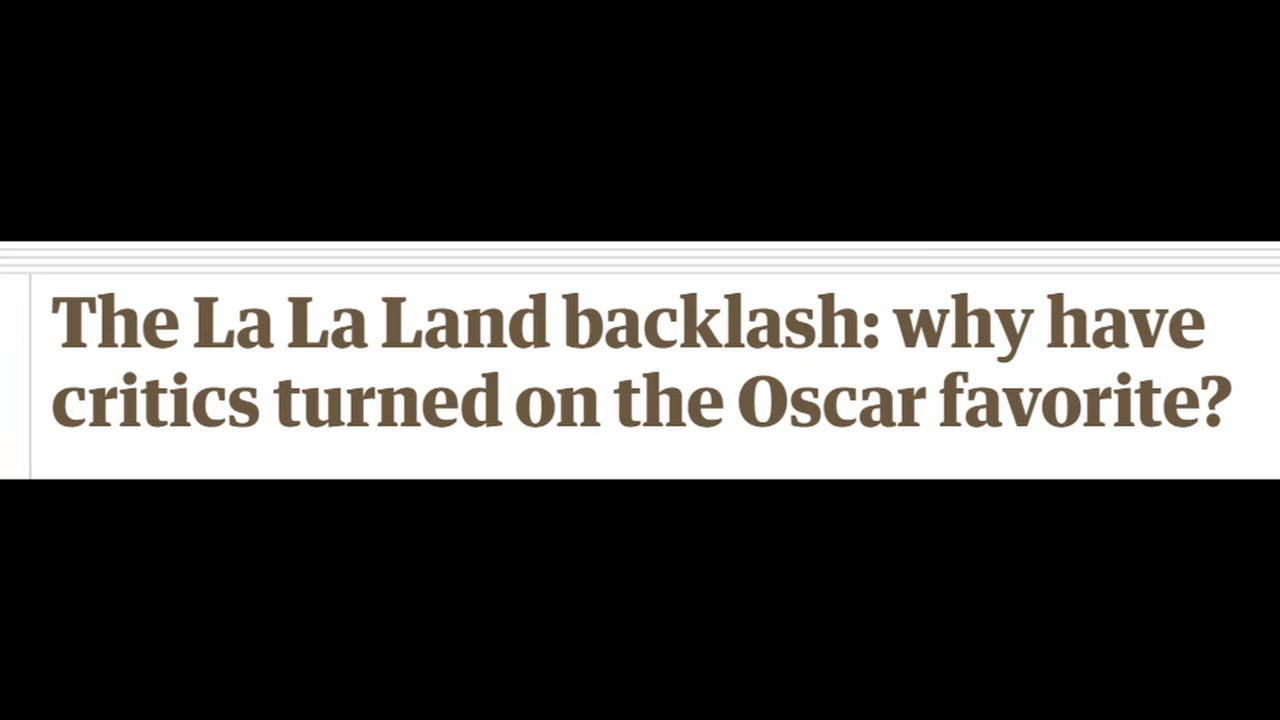 The La La Land backlash: why have
critics turned on the Oscar favorite?